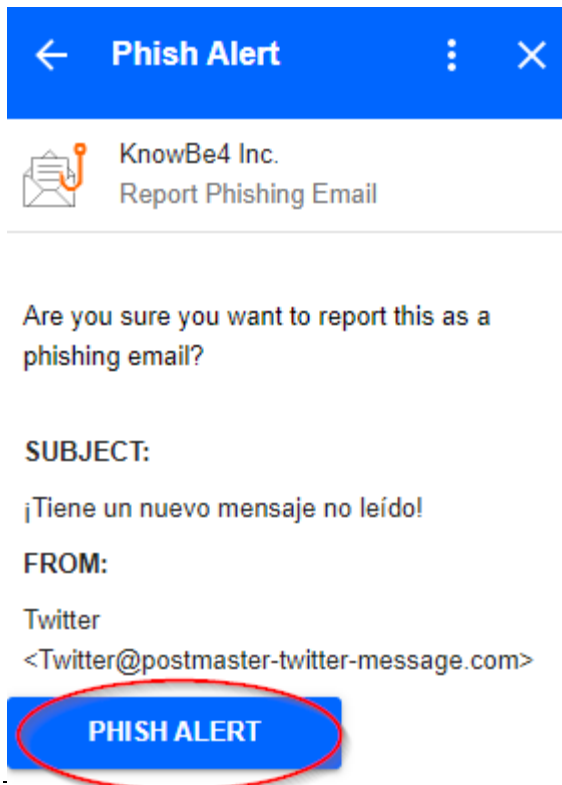 Phish Alert
KnowBe4 Inc.
Report Phishing Email
Are you sure you want to report this as a
phishing email?
SUBJECT:
¡Tiene un nuevo mensaje no leído!
FROM:
Twitter
<Twitter@postmaster-twitter-message.com>
PHISH ALERT